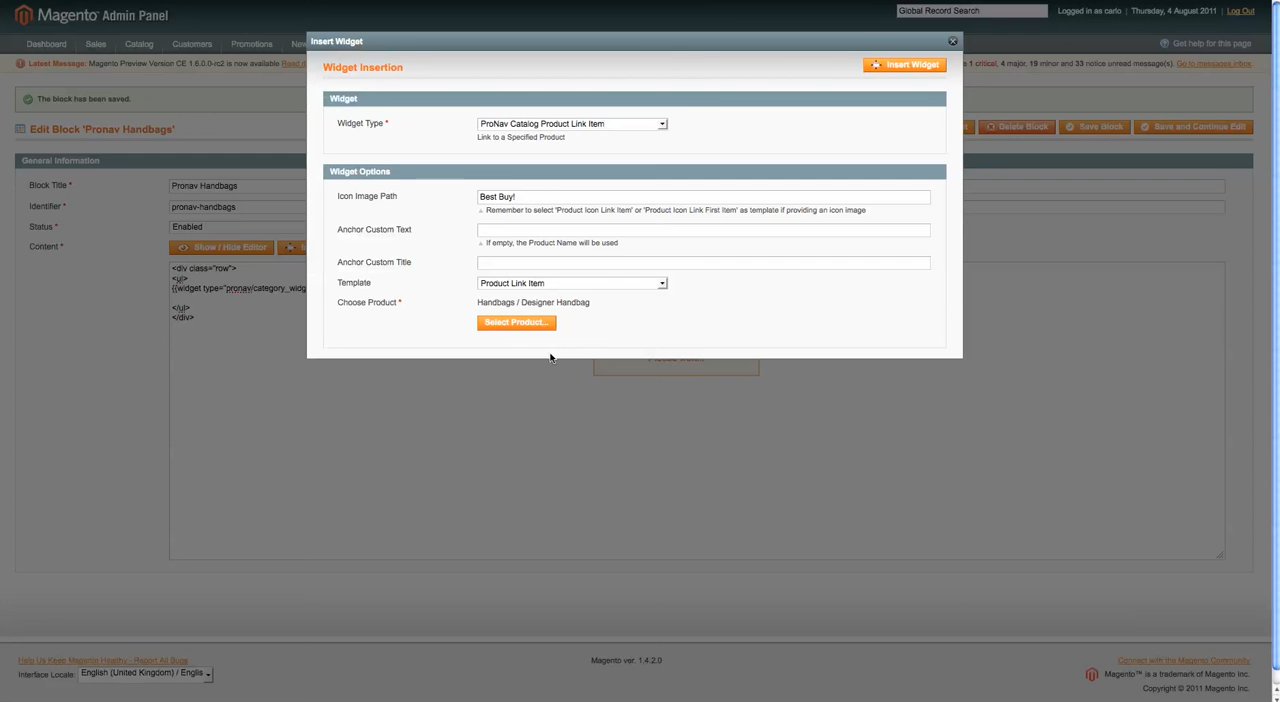 Magento Admin Panel
Global Record Search
Logged in as carlo | Thursday, 4 August 2011 | Log Out
Dashboard Sales Catalog Customers Promotions
Get help for this page
Latest Message: Magento Preview Version CE 1.6.0.0-rc2 is now available Read
1 critical, 4 major, 19 minor and 33 notice unread message(s). Go to messages inbox
The block has been saved.
Edit Block 'Pronav Handbags'
Delete Block Save Block Save and Continue Edit
General Information
Block Title * Pronav Handbags
Identifier * pronav-handbags
Status * Enabled
Content * Show / Hide Editor
<div class="row">
<ul>
{{widget type="pronav/category_widg
</ul>
</div>
Insert Widget
Widget Insertion
Insert Widget
Widget
Widget Type * ProNav Catalog Product Link Item
Link to a Specified Product
Widget Options
Icon Image Path Best Buy!
Remember to select 'Product Icon Link Item' or 'Product Icon Link First Item' as template if providing an icon image
Anchor Custom Text
If empty, the Product Name will be used
Anchor Custom Title
Template Product Link Item
Choose Product * Handbags / Designer Handbag
Select Product...
Help Us Keep Magento Healthy - Report All Bugs
Interface Locale: English (United Kingdom) / Englis
Magento ver. 1.4.2.0
Connect with the Magento Community
Magento™ is a trademark of Magento Inc.
Copyright © 2011 Magento Inc.